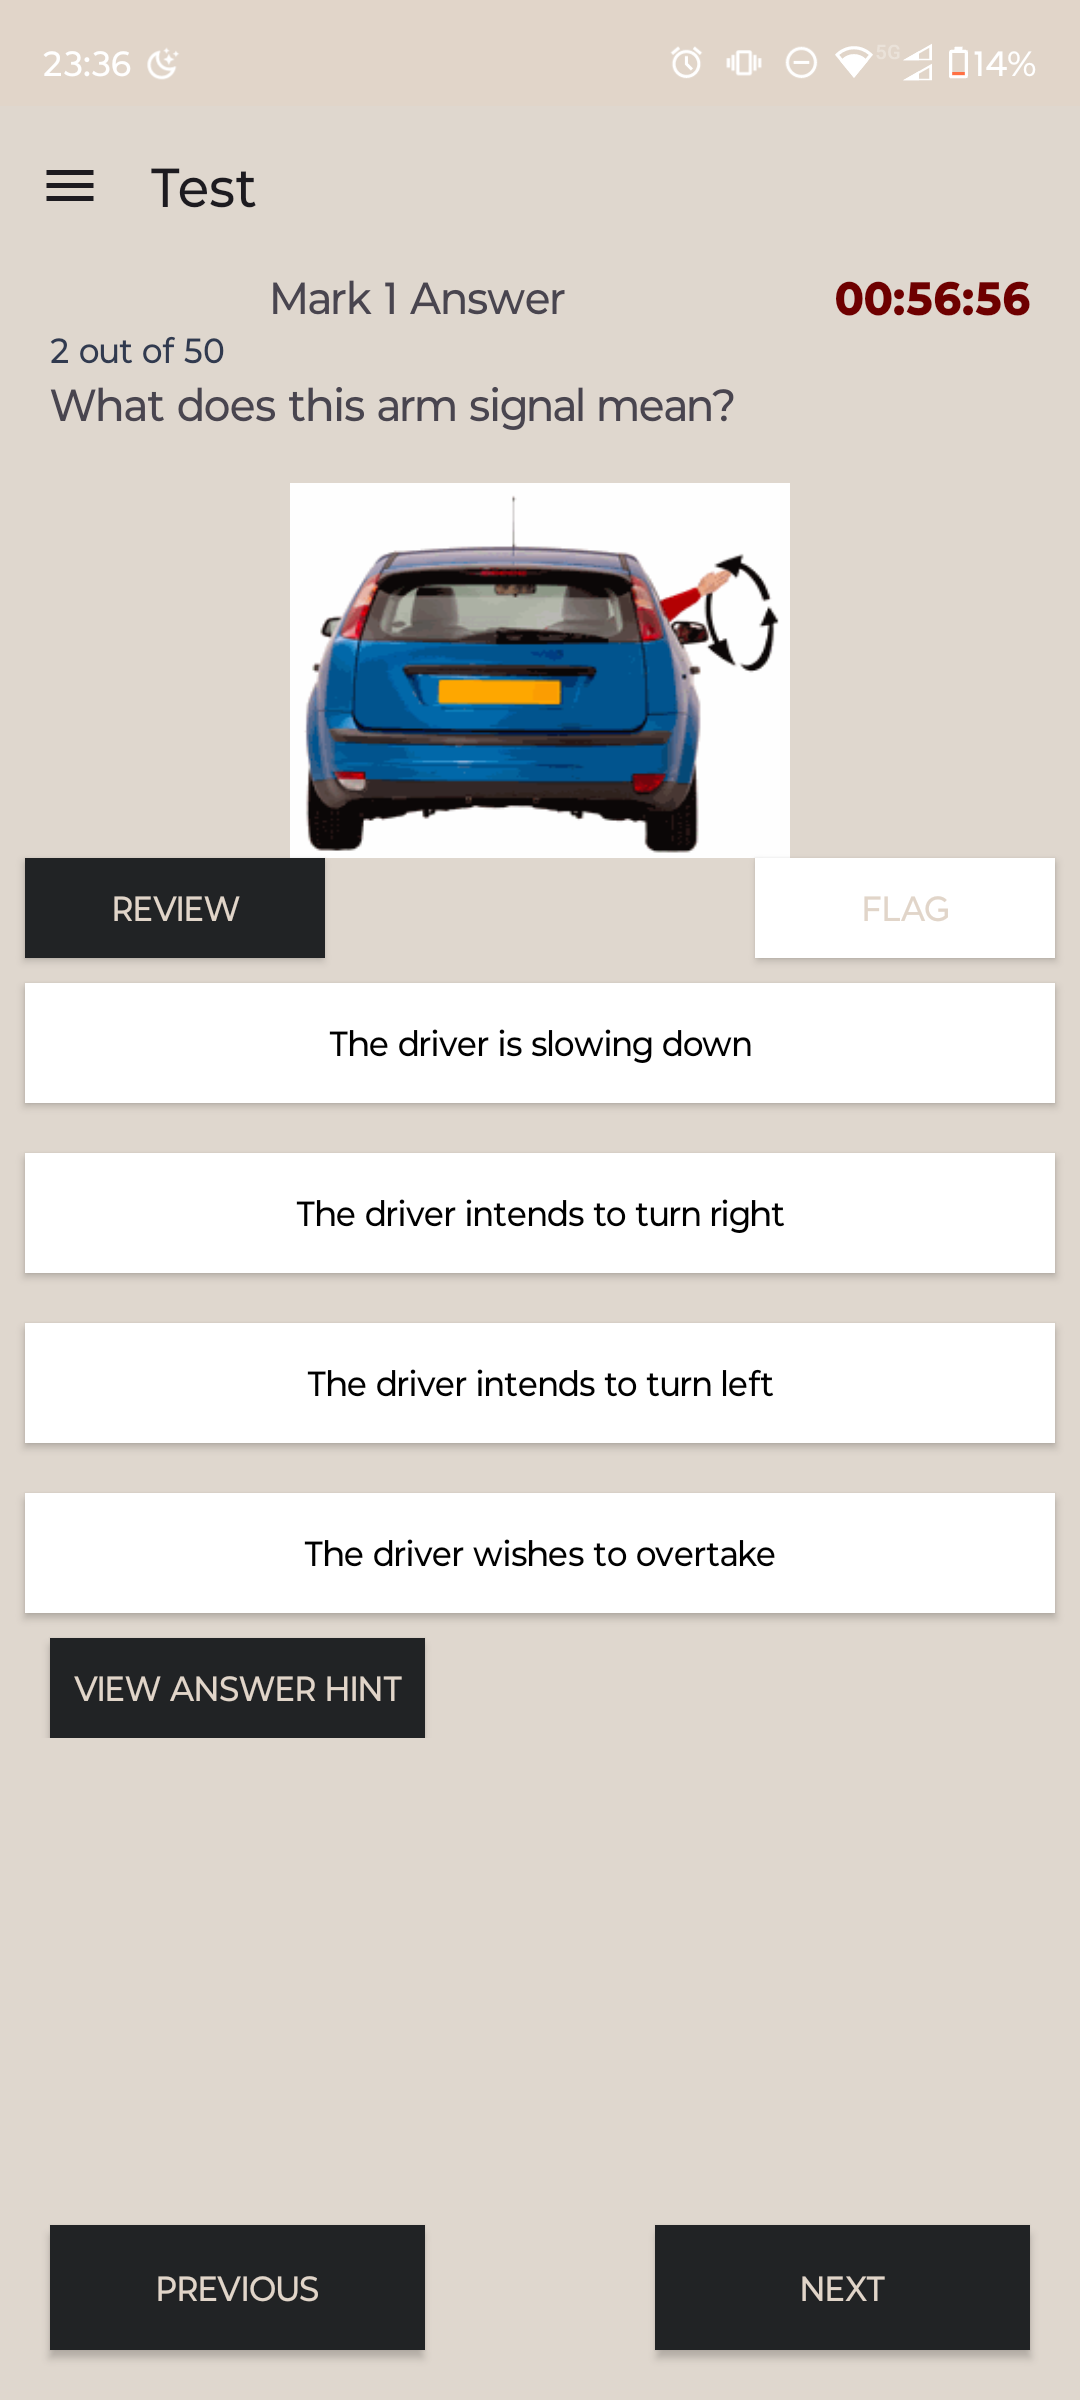 23:36 5G 14%
Test
Mark 1 Answer 00:56:56
2 out of 50
What does this arm signal mean?
REVIEW FLAG
The driver is slowing down
The driver intends to turn right
The driver intends to turn left
The driver wishes to overtake
VIEW ANSWER HINT
PREVIOUS NEXT